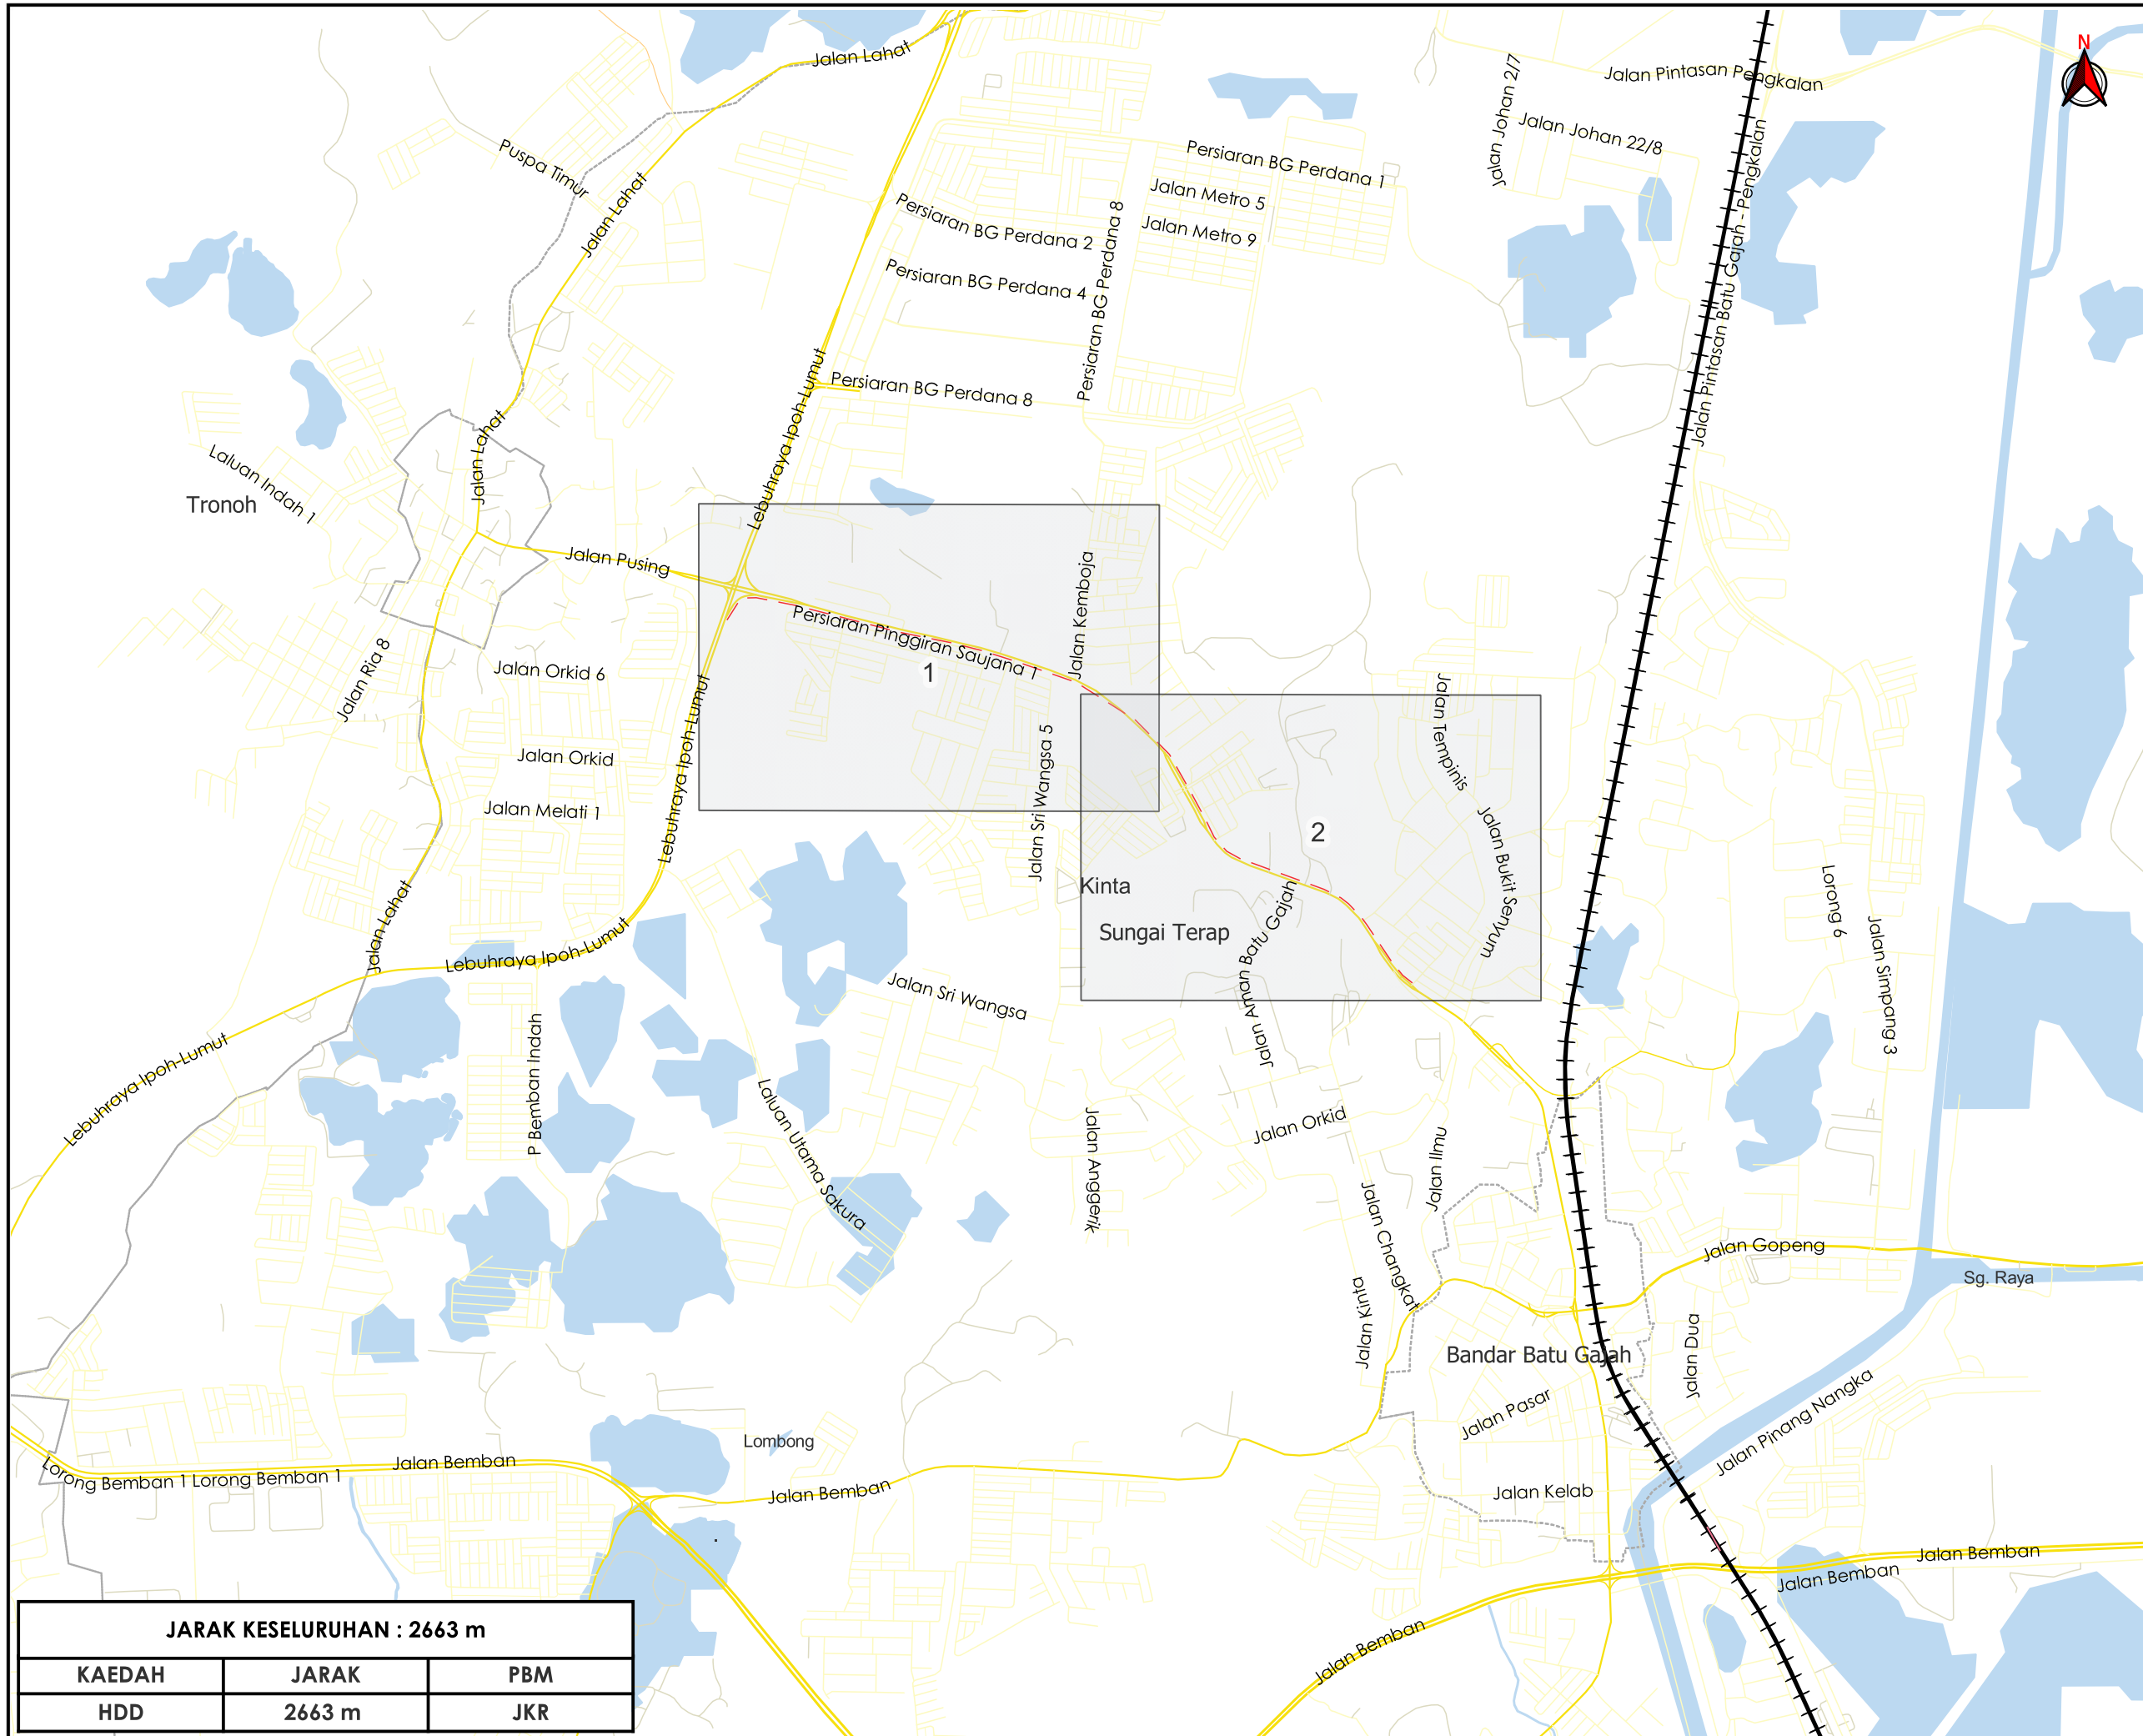 N
Jalan Lahat
Jalan Pintasan Pengkalan
Jalan Johan 2/7
Jalan Johan 22/8
Puspa Timur
Persiaran BG Perdana 1
Jalan Metro 5
Jalan Lahat
Persiaran BG Perdana 2
Jalan Metro 9
Persiaran BG Perdana 8
Jalan Pintasan Batu Gajah - Pengkalan
Persiaran BG Perdana 4
Persiaran BG Perdana 8
Lebuhraya Ipoh-Lumut
Jalan Lahat
Laluan Indah 1
Tronoh
Jalan Pusing
Jalan Kemboja
Persiaran Pinggiran Saujana 1
1
Jalan Ria 8
Jalan Orkid 6
Lebuhraya Ipoh-Lumut
Jalan Tempinis
Jalan Orkid
Jalan Sri Wangsa 5
Jalan Melati 1
2
Jalan Bukit Senyum
Kinta
Lorong 6
Sungai Terap
Jalan Aman Batu Gajah
Jalan Lahat
Lebuhraya Ipoh-Lumut
Jalan Simpang 3
Jalan Sri Wangsa
Lebuhraya Ipoh-Lumut
P Bemban Indah
Laluan Utama Sakura
Jalan Anggerik
Jalan Orkid
Jalan Ilmu
Jalan Changkat
Jalan Gopeng
Sg. Raya
Jalan Kinta
Bandar Batu Gajah
Jalan Dua
Jalan Pasar
Jalan Pinang Nangka
Lombong
Jalan Bemban
Lorong Bemban 1 Lorong Bemban 1
Jalan Bemban
Jalan Kelab
Jalan Bemban
Jalan Bemban
Jalan Bemban
JARAK KESELURUHAN : 2663 m
KAEDAH JARAK PBM
HDD 2663 m JKR